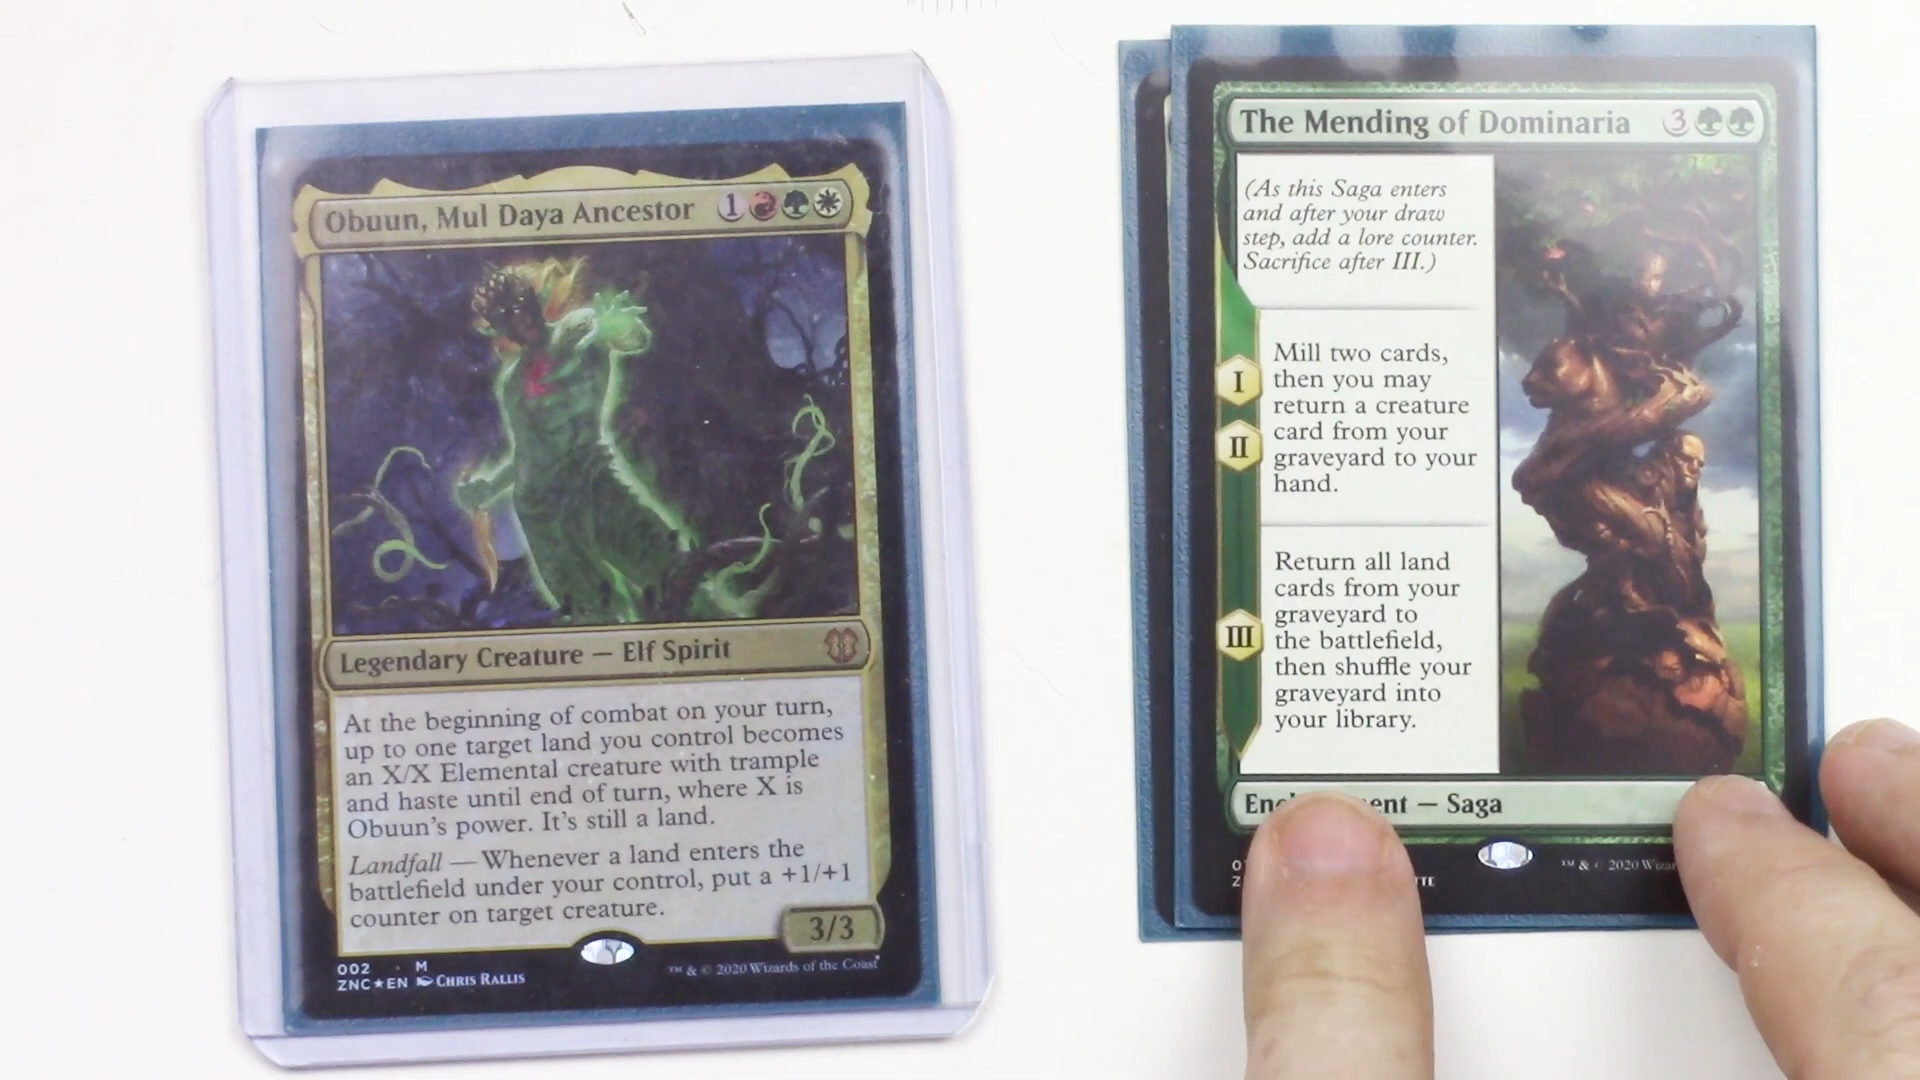 Obuun, Mul Daya Ancestor 1
Legendary Creature — Elf Spirit
At the beginning of combat on your turn,
up to one target land you control becomes
an X/X Elemental creature with trample
and haste until end of turn, where X is
Obuun's power. It's still a land.
Landfall — Whenever a land enters the
battlefield under your control, put a +1/+1
counter on target creature.
3/3
002 · M
ZNC★EN Chris Rallis
™ & © 2020 Wizards of the Coast
The Mending of Dominaria 3
(As this Saga enters
and after your draw
step, add a lore counter.
Sacrifice after III.)
I
II
Mill two cards,
then you may
return a creature
card from your
graveyard to your
hand.
III
Return all land
cards from your
graveyard to
the battlefield,
then shuffle your
graveyard into
your library.
Saga
™ & © 2020